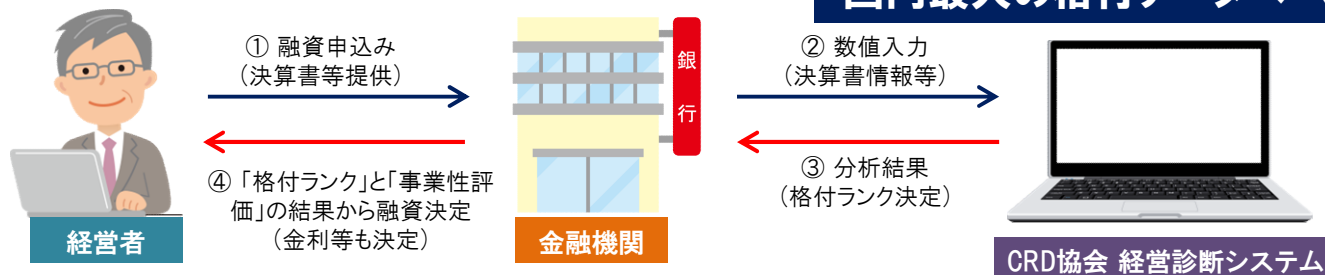 ① 融資申込み
（決算書等提供）
④ 「格付ランク」と「事業性評
価」の結果から融資決定
（金利等も決定）
経営者
銀
行
金融機関
② 数値入力
（決算書情報等）
③ 分析結果
（格付ランク決定）
CRD協会 経営診断システム